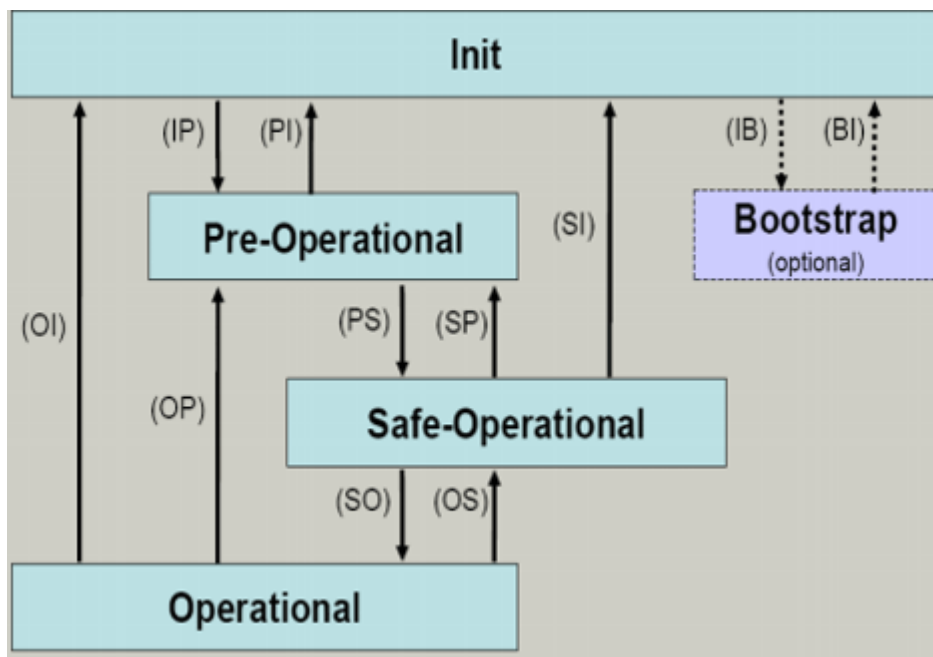 Init
(IP)
(PI)
(IB)
(BI)
Pre-Operational
(SI)
Bootstrap
(optional)
(OI)
(PS)
(SP)
(OP)
Safe-Operational
(SO)
(OS)
Operational